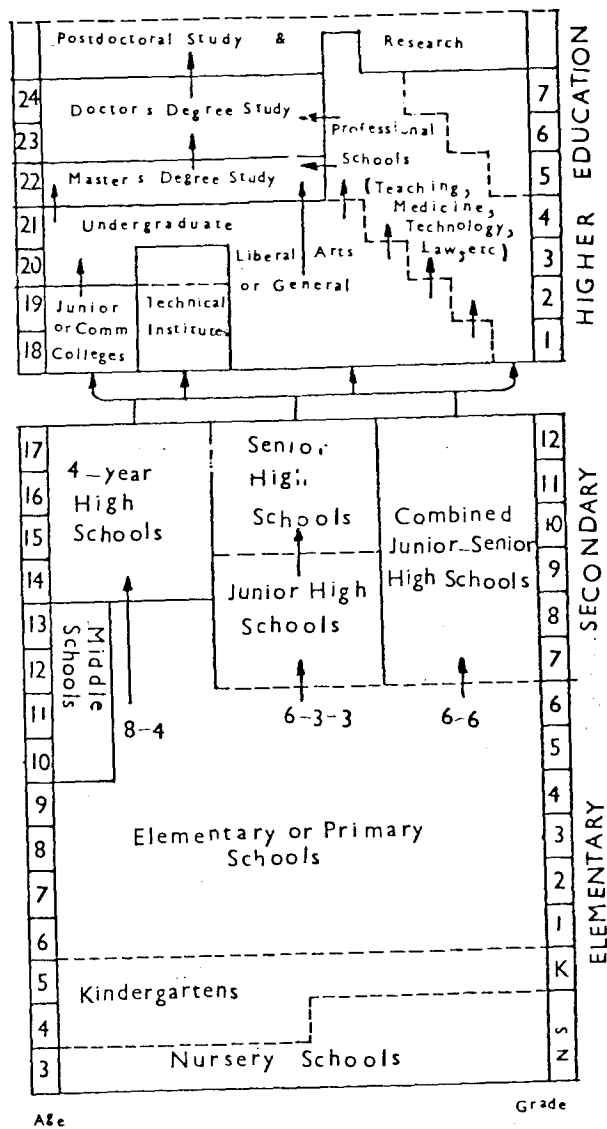 Postdoctoral Study & Research
24
Doctor's Degree Study
7
23
Professional
6
22
Master's Degree Study
Schools
5
21
Undergraduate
(Teaching,
Medicine,
Technology,
Law, etc)
4
20
Liberal Arts
or General
3
19
Junior
or Comm
Colleges
Technical
Institutes
2
18
1
HIGHER EDUCATION
17
4-year
High
Schools
Senior
High
Schools
12
16
11
15
Combined
Junior-Senior
High Schools
10
14
Junior High
Schools
9
13
Middle
Schools
8
12
7
SECONDARY
11
8-4
6-3-3
6-6
6
10
5
9
4
8
Elementary or Primary
Schools
3
7
2
6
1
ELEMENTARY
5
Kindergartens
K
4
NS
3
Nursery Schools
Age
Grade